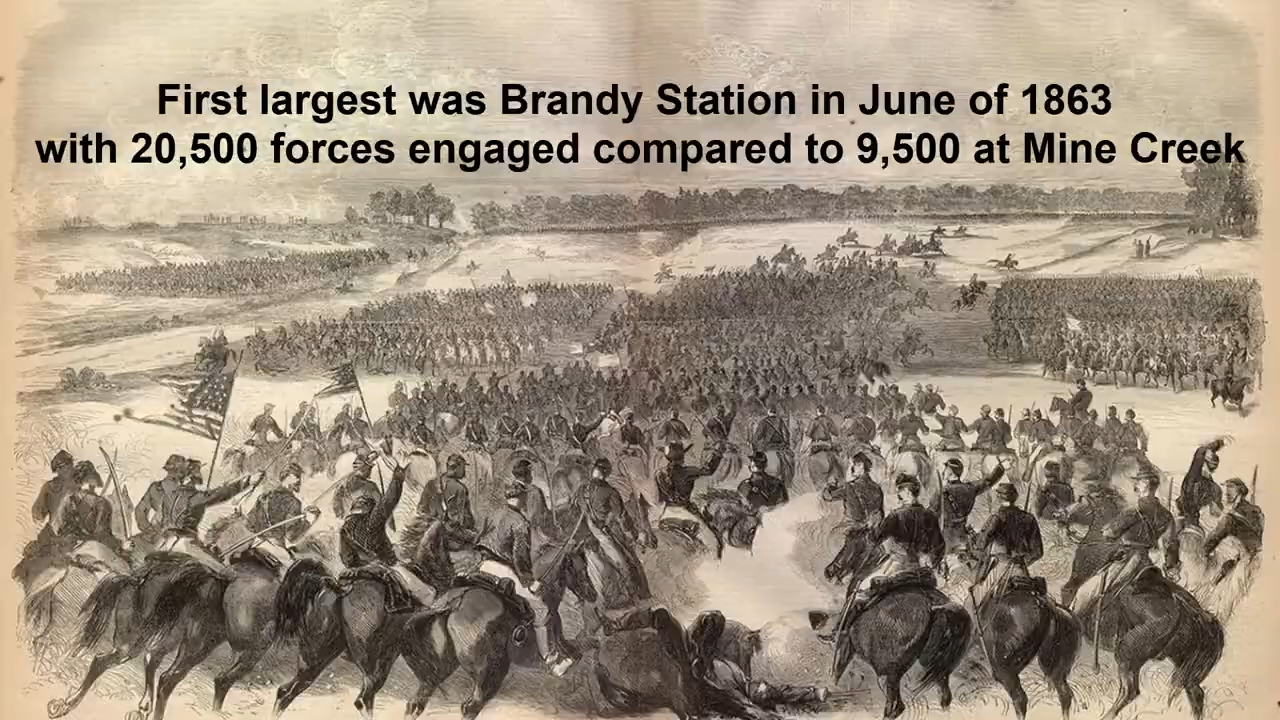 First largest was Brandy Station in June of 1863
with 20,500 forces engaged compared to 9,500 at Mine Creek